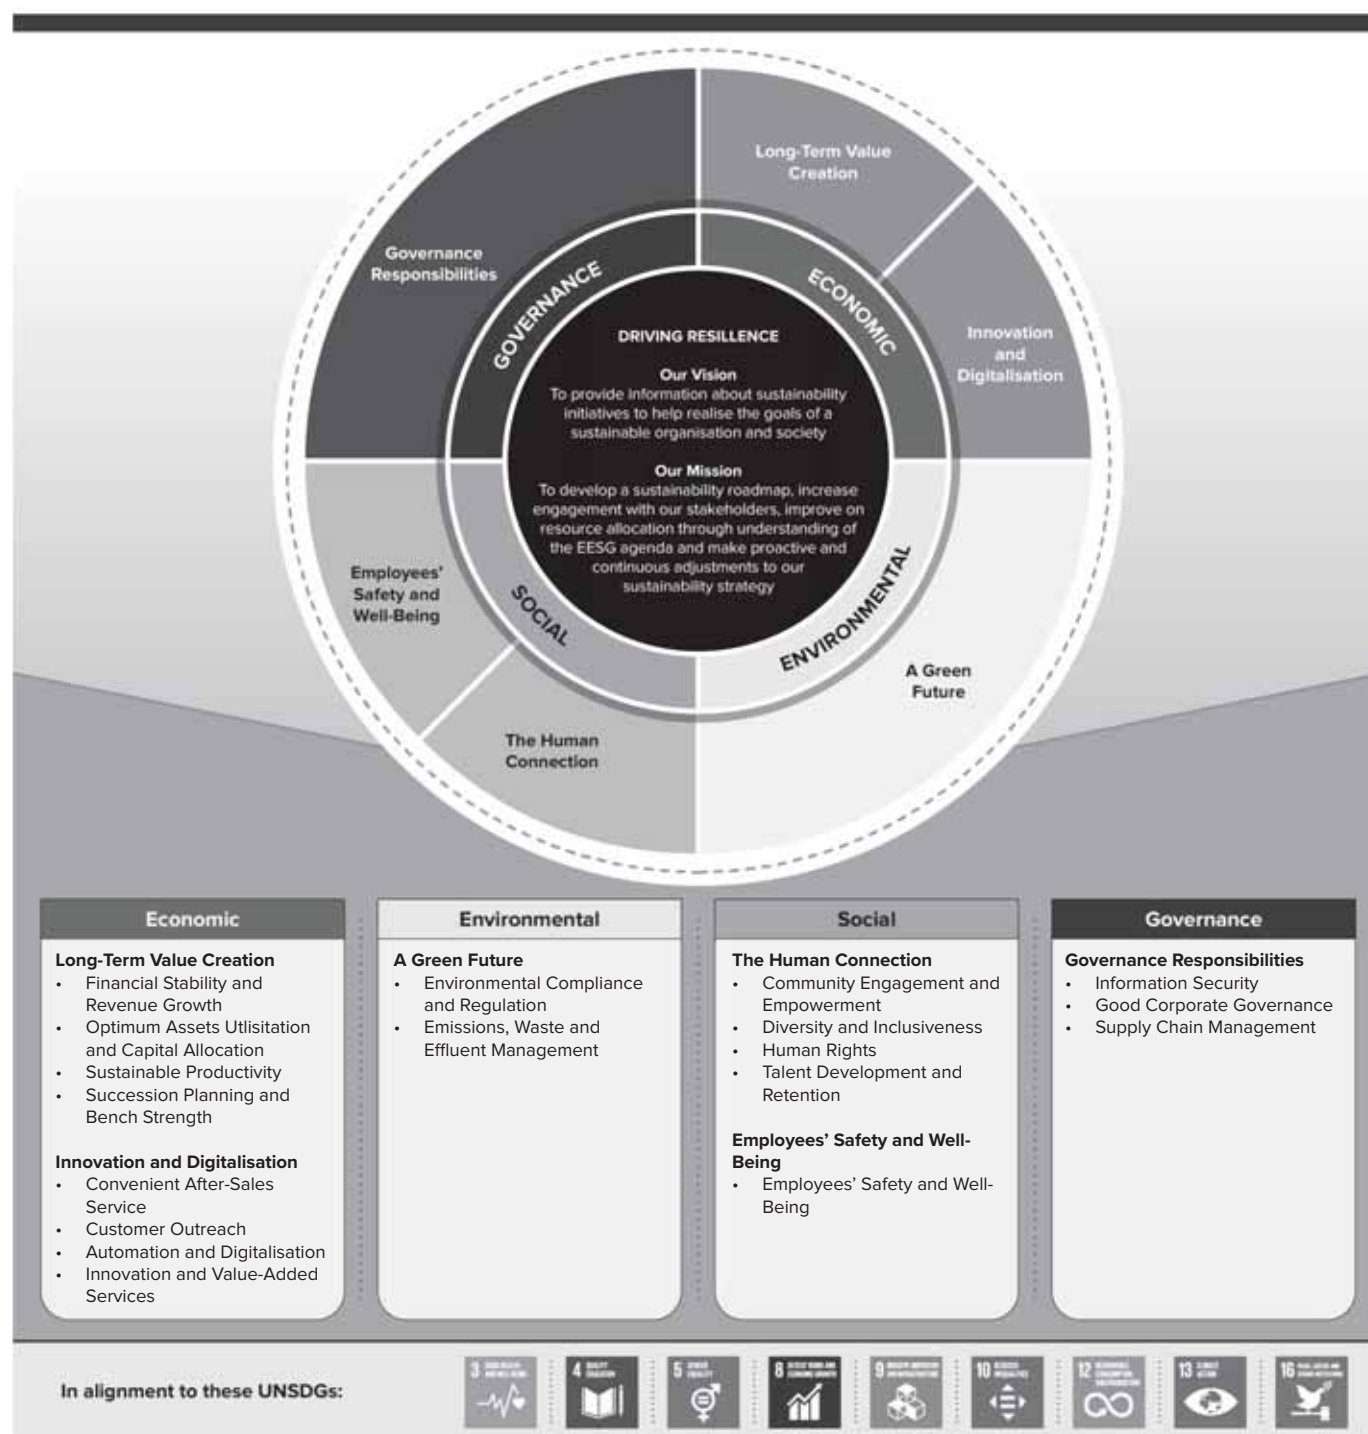 Long-Term Value
Creation
Governance
Responsibilities
GOVERNANCE
ECONOMIC
Innovation
and
Digitalisation
DRIVING RESILLENCE
Our Vision
To provide information about sustainability
initiatives to help realise the goals of a
sustainable organisation and society
Our Mission
To develop a sustainability roadmap, increase
engagement with our stakeholders, improve on
resource allocation through understanding of
the EESG agenda and make proactive and
continuous adjustments to our
sustainability strategy
Employees'
Safety and
Well-Being
SOCIAL
ENVIRONMENTAL
A Green
Future
The Human
Connection
Economic
Long-Term Value Creation
• Financial Stability and
Revenue Growth
• Optimum Assets Utlisitation
and Capital Allocation
• Sustainable Productivity
• Succession Planning and
Bench Strength
Innovation and Digitalisation
• Convenient After-Sales
Service
• Customer Outreach
• Automation and Digitalisation
• Innovation and Value-Added
Services
Environmental
A Green Future
• Environmental Compliance
and Regulation
• Emissions, Waste and
Effluent Management
Social
The Human Connection
• Community Engagement and
Empowerment
• Diversity and Inclusiveness
• Human Rights
• Talent Development and
Retention
Employees' Safety and Well-
Being
• Employees' Safety and Well-
Being
Governance
Governance Responsibilities
• Information Security
• Good Corporate Governance
• Supply Chain Management
In alignment to these UNSDGs:
3
4 QUALITY
EDUCATION
5 GENDER
EQUALITY
8
9
10 REDUCED
INEQUALITIES
12
13 CLIMATE
ACTION
16